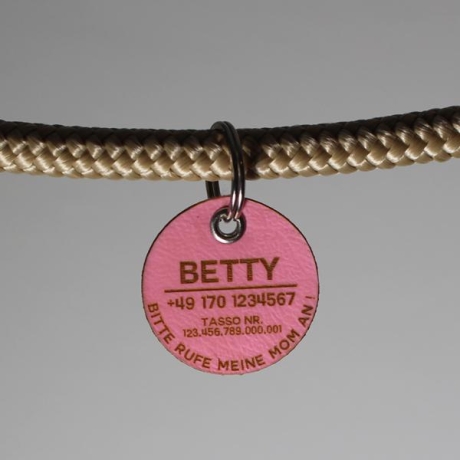 BETTY
+49 170 1234567
TASSO NR.
123.456.789.000.001
BITTE RUFE MEINE MOM AN!